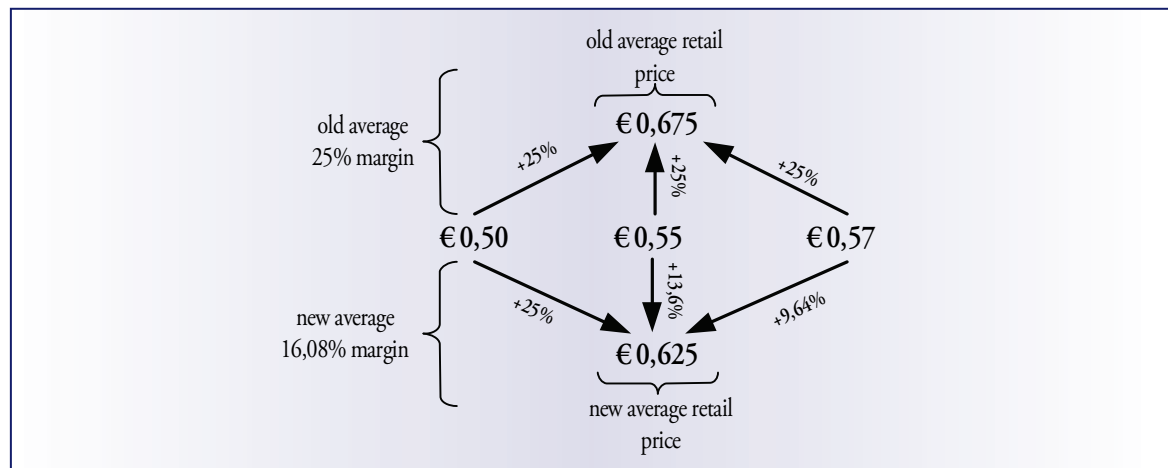 old average retail
price
€ 0,675
old average
25% margin
+25%
+25%
+25%
€ 0,50
€ 0,55
€ 0,57
+25%
+13,6%
+9,64%
new average
16,08% margin
€ 0,625
new average retail
price